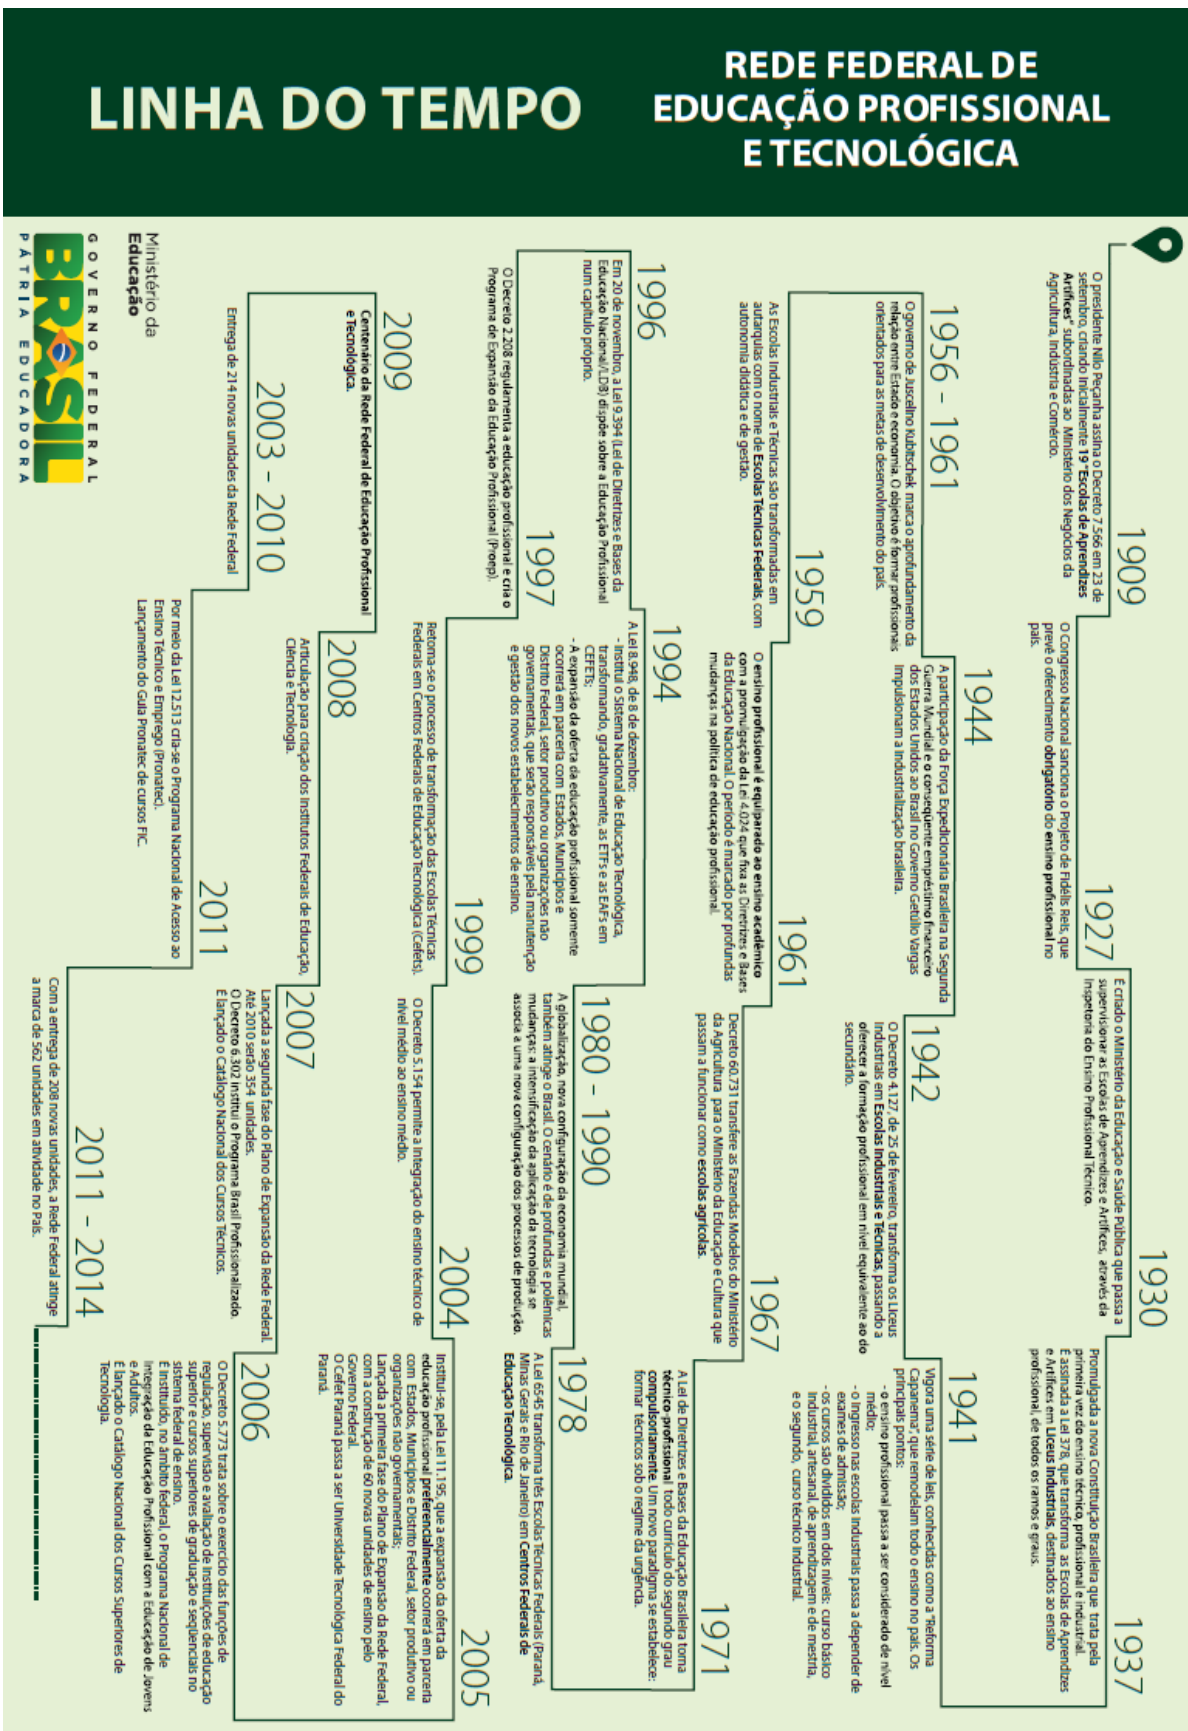 LINHA DO TEMPO
REDE FEDERAL DE
EDUCAÇÃO PROFISSIONAL
E TECNOLÓGICA
1909
O presidente Nilo Peçanha assina o Decreto 7.566 em 23 de
setembro, criando inicialmente 19 "Escolas de Aprendizes
Artífices" subordinadas ao Ministério dos Negócios da
Agricultura, Indústria e Comércio.
1927
O Congresso Nacional sanciona o Projeto de Fidélis Reis, que
prevê o oferecimento obrigatório do ensino profissional no
país.
1930
É criado o Ministério da Educação e Saúde Pública que passa a
supervisionar as Escolas de Aprendizes e Artífices, através da
Inspetoria do Ensino Profissional Técnico.
1937
Promulgada a nova Constituição Brasileira que trata pela
primeira vez do ensino técnico, profissional e industrial.
É assinada a Lei 378, que transforma as Escolas de Aprendizes
e Artífices em Liceus Industriais, destinados ao ensino
profissional, de todos os ramos e graus.
1941
Vigora uma série de leis, conhecidas como a "Reforma
Capanema", que remodelam todo o ensino no país. Os
principais pontos:
- o ensino profissional passa a ser considerado de nível
médio;
- o ingresso nas escolas industriais passa a depender de
exames de admissão;
- os cursos são divididos em dois níveis: curso básico
industrial, artesanal, de aprendizagem e de mestria,
e o segundo, curso técnico industrial.
1942
O Decreto 4.127, de 25 de fevereiro, transforma os Liceus
Industriais em Escolas Industriais e Técnicas, passando a
oferecer a formação profissional em nível equivalente ao do
secundário.
1944
A participação da Força Expedicionária Brasileira na Segunda
Guerra Mundial e o conseqüente empréstimo financeiro
dos Estados Unidos ao Brasil no Governo Getúlio Vargas
impulsionam a industrialização brasileira.
1956 - 1961
O governo de Juscelino Kubitschek marca o aprofundamento da
relação entre Estado e economia. O objetivo é formar profissionais
orientados para as metas de desenvolvimento do país.
1959
As Escolas Industriais e Técnicas são transformadas em
autarquias com o nome de Escolas Técnicas Federais, com
autonomia didática e de gestão.
1961
O ensino profissional é equiparado ao ensino acadêmico
com a promulgação da Lei 4.024 que fixa as Diretrizes e Bases
da Educação Nacional. O período é marcado por profundas
mudanças na política de educação profissional.
1967
Decreto 60.731 transfere as Fazendas Modelos do Ministério
da Agricultura para o Ministério da Educação e Cultura que
passam a funcionar como escolas agrícolas.
1971
A Lei de Diretrizes e Bases da Educação Brasileira torna
técnico-profissional todo currículo do segundo grau
compulsoriamente. Um novo paradigma se estabelece:
formar técnicos sob o regime da urgência.
1978
A Lei 6545 transforma três Escolas Técnicas Federais (Paraná,
Minas Gerais e Rio de Janeiro) em Centros Federais de
Educação Tecnológica.
1980 - 1990
A globalização, nova configuração da economia mundial,
também atinge o Brasil. O cenário é de profundas e polêmicas
mudanças: a intensificação da aplicação da tecnologia se
associa a uma nova configuração dos processos de produção.
1994
A Lei 8.948, de 8 de dezembro:
- institui o Sistema Nacional de Educação Tecnológica,
transformando, gradativamente, as ETFs e as EAFs em
CEFETs;
- A expansão da oferta da educação profissional somente
ocorrerá em parceria com Estados, Municípios e
Distrito Federal, setor produtivo ou organizações não
governamentais, que serão responsáveis pela manutenção
e gestão dos novos estabelecimentos de ensino.
1996
Em 20 de novembro, a Lei 9.394 (Lei de Diretrizes e Bases da
Educação Nacional/LDB) dispõe sobre a Educação Profissional
num capítulo próprio.
1997
O Decreto 2.208 regulamenta a educação profissional e cria o
Programa de Expansão da Educação Profissional (Proep).
1999
Retoma-se o processo de transformação das Escolas Técnicas
Federais em Centros Federais de Educação Tecnológica (Cefets).
2004
O Decreto 5.154 permite a integração do ensino técnico de
nível médio ao ensino médio.
2005
Institui-se, pela Lei 11.195, que a expansão da oferta da
educação profissional preferencialmente ocorrerá em parceria
com Estados, Municípios e Distrito Federal, setor produtivo ou
organizações não governamentais;
Lançada a primeira fase do Plano de Expansão da Rede Federal,
com a construção de 60 novas unidades de ensino pelo
Governo Federal.
O Cefet Paraná passa a ser Universidade Tecnológica Federal do
Paraná.
2006
O Decreto 5.773 trata sobre o exercício das funções de
regulação, supervisão e avaliação de instituições de educação
superior e cursos superiores de graduação e seqüenciais no
sistema federal de ensino.
É instituído, no âmbito federal, o Programa Nacional de
Integração da Educação Profissional com a Educação de Jovens
e Adultos.
É lançado o Catálogo Nacional dos Cursos Superiores de
Tecnologia.
2007
Lançada a segunda fase do Plano de Expansão da Rede Federal.
Até 2010 serão 354 unidades.
O Decreto 6.302 institui o Programa Brasil Profissionalizado.
É lançado o Catálogo Nacional dos Cursos Técnicos.
2008
Articulação para criação dos Institutos Federais de Educação,
Ciência e Tecnologia.
2009
Centenário da Rede Federal de Educação Profissional
e Tecnológica.
2003 - 2010
Entrega de 214 novas unidades da Rede Federal
2011
Por meio da Lei 12.513 cria-se o Programa Nacional de Acesso ao
Ensino Técnico e Emprego (Pronatec).
Lançamento do Guia Pronatec de cursos FIC.
2011 - 2014
Com a entrega de 208 novas unidades, a Rede Federal atinge
a marca de 562 unidades em atividade no País.
Ministério da
Educação
GOVERNO FEDERAL
BRASIL
PÁTRIA EDUCADORA